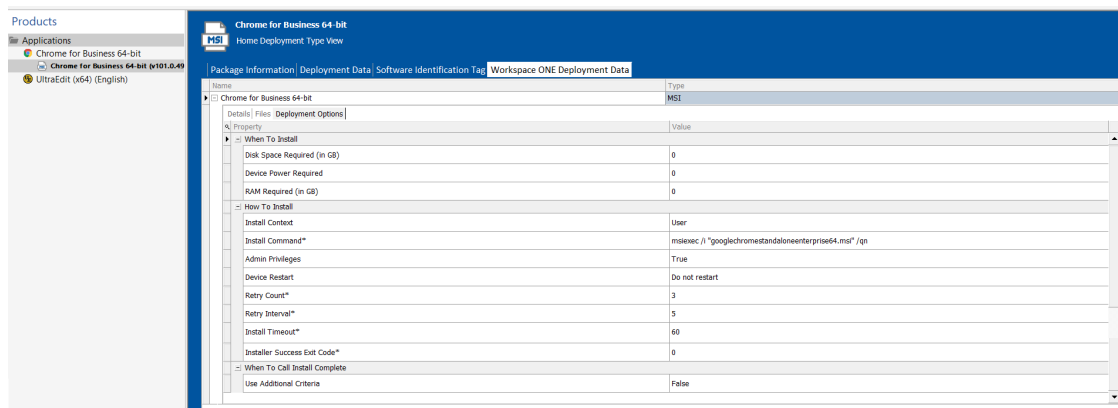 Products
Applications
Chrome for Business 64-bit
Chrome for Business 64-bit (v101.0.49
UltraEdit (x64) (English)
MSI
Chrome for Business 64-bit
Home Deployment Type View
Package Information Deployment Data Software Identification Tag Workspace ONE Deployment Data
Name Type
Chrome for Business 64-bit MSI
Details Files Deployment Options
Property Value
When To Install
Disk Space Required (in GB) 0
Device Power Required 0
RAM Required (in GB) 0
How To Install
Install Context User
Install Command* msiexec /i "googlechromestandaloneenterprise64.msi" /qn
Admin Privileges True
Device Restart Do not restart
Retry Count* 3
Retry Interval* 5
Install Timeout* 60
Installer Success Exit Code* 0
When To Call Install Complete
Use Additional Criteria False